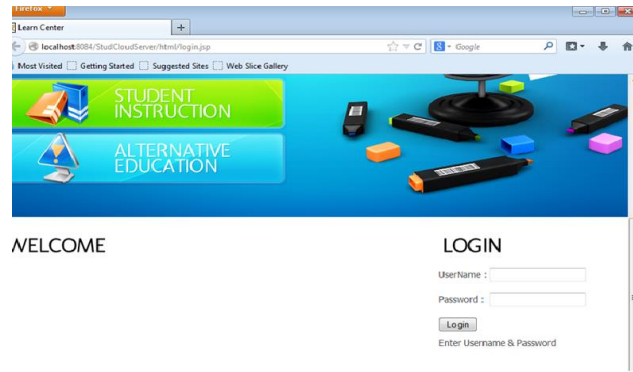 Firefox
Learn Center
localhost:8084/StudCloudServer/html/login.jsp
Google
Most Visited Getting Started Suggested Sites Web Slice Gallery
STUDENT
INSTRUCTION
ALTERNATIVE
EDUCATION
WELCOME LOGIN
UserName :
Password :
Login
Enter Username & Password